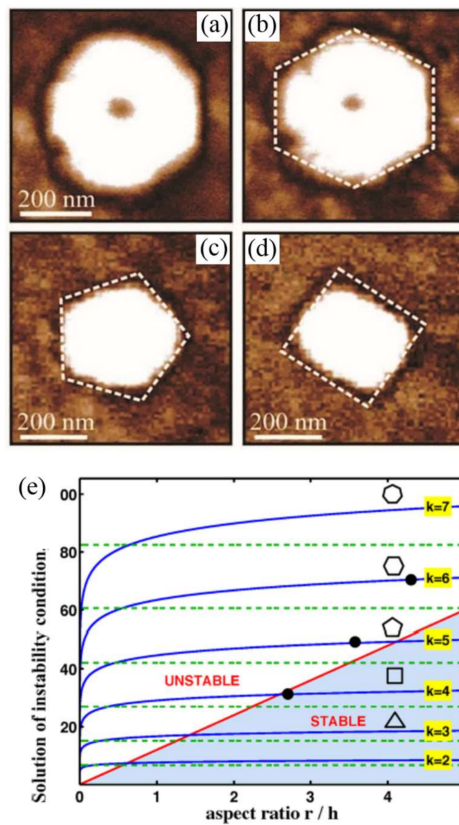 (a)
(b)
200 nm
200 nm
(c)
(d)
200 nm
200 nm
(e)
Solution of instability condition.
00
80
60
40
20
k=7
k=6
k=5
k=4
k=3
k=2
UNSTABLE
STABLE
0
1
2
3
4
aspect ratio r / h